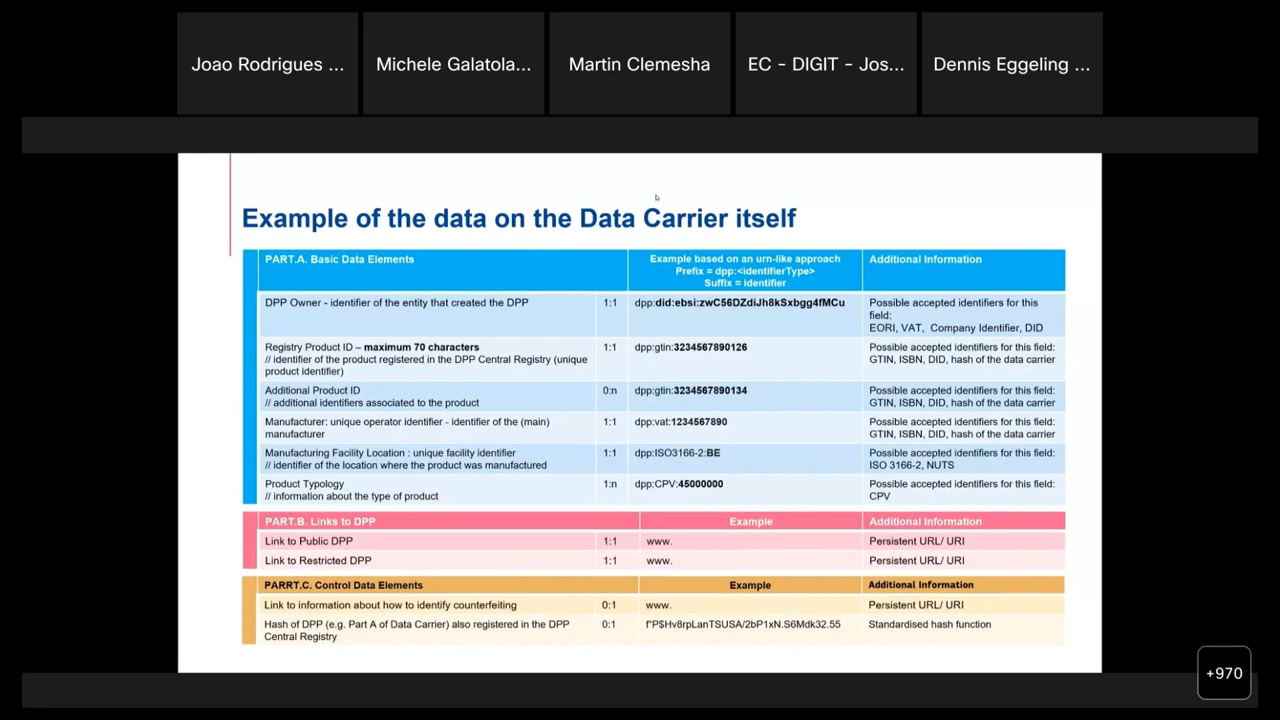 Joao Rodrigues ...
Michele Galatola...
Martin Clemesha
EC - DIGIT - Jos...
Dennis Eggeling ...
Example of the data on the Data Carrier itself
PART.A. Basic Data Elements
Example based on an urn-like approach
Prefix = dpp:<identifierType>
Suffix = identifier
Additional Information
DPP Owner - identifier of the entity that created the DPP
1:1
dpp:did:ebsi:zwC56DZdiJh8kSxbgg4fMCu
Possible accepted identifiers for this
field:
EORI, VAT, Company Identifier, DID
Registry Product ID – maximum 70 characters
// identifier of the product registered in the DPP Central Registry (unique
product identifier)
1:1
dpp:gtin:3234567890126
Possible accepted identifiers for this field:
GTIN, ISBN, DID, hash of the data carrier
Additional Product ID
// additional identifiers associated to the product
0:n
dpp:gtin:3234567890134
Possible accepted identifiers for this field:
GTIN, ISBN, DID, hash of the data carrier
Manufacturer: unique operator identifier - identifier of the (main)
manufacturer
1:1
dpp:vat:1234567890
Possible accepted identifiers for this field:
GTIN, ISBN, DID, hash of the data carrier
Manufacturing Facility Location : unique facility identifier
// identifier of the location where the product was manufactured
1:1
dpp:ISO3166-2:BE
Possible accepted identifiers for this field:
ISO 3166-2, NUTS
Product Typology
// information about the type of product
1:n
dpp:CPV:45000000
Possible accepted identifiers for this field:
CPV
PART.B. Links to DPP
Example
Additional Information
Link to Public DPP
1:1
www.
Persistent URL/ URI
Link to Restricted DPP
1:1
www.
Persistent URL/ URI
PARRT.C. Control Data Elements
Example
Additional Information
Link to information about how to identify counterfeiting
0:1
www.
Persistent URL/ URI
Hash of DPP (e.g. Part A of Data Carrier) also registered in the DPP
Central Registry
0:1
f"P$Hv8rpLanTSUSA/2bP1xN.S6Mdk32.55
Standardised hash function
+970